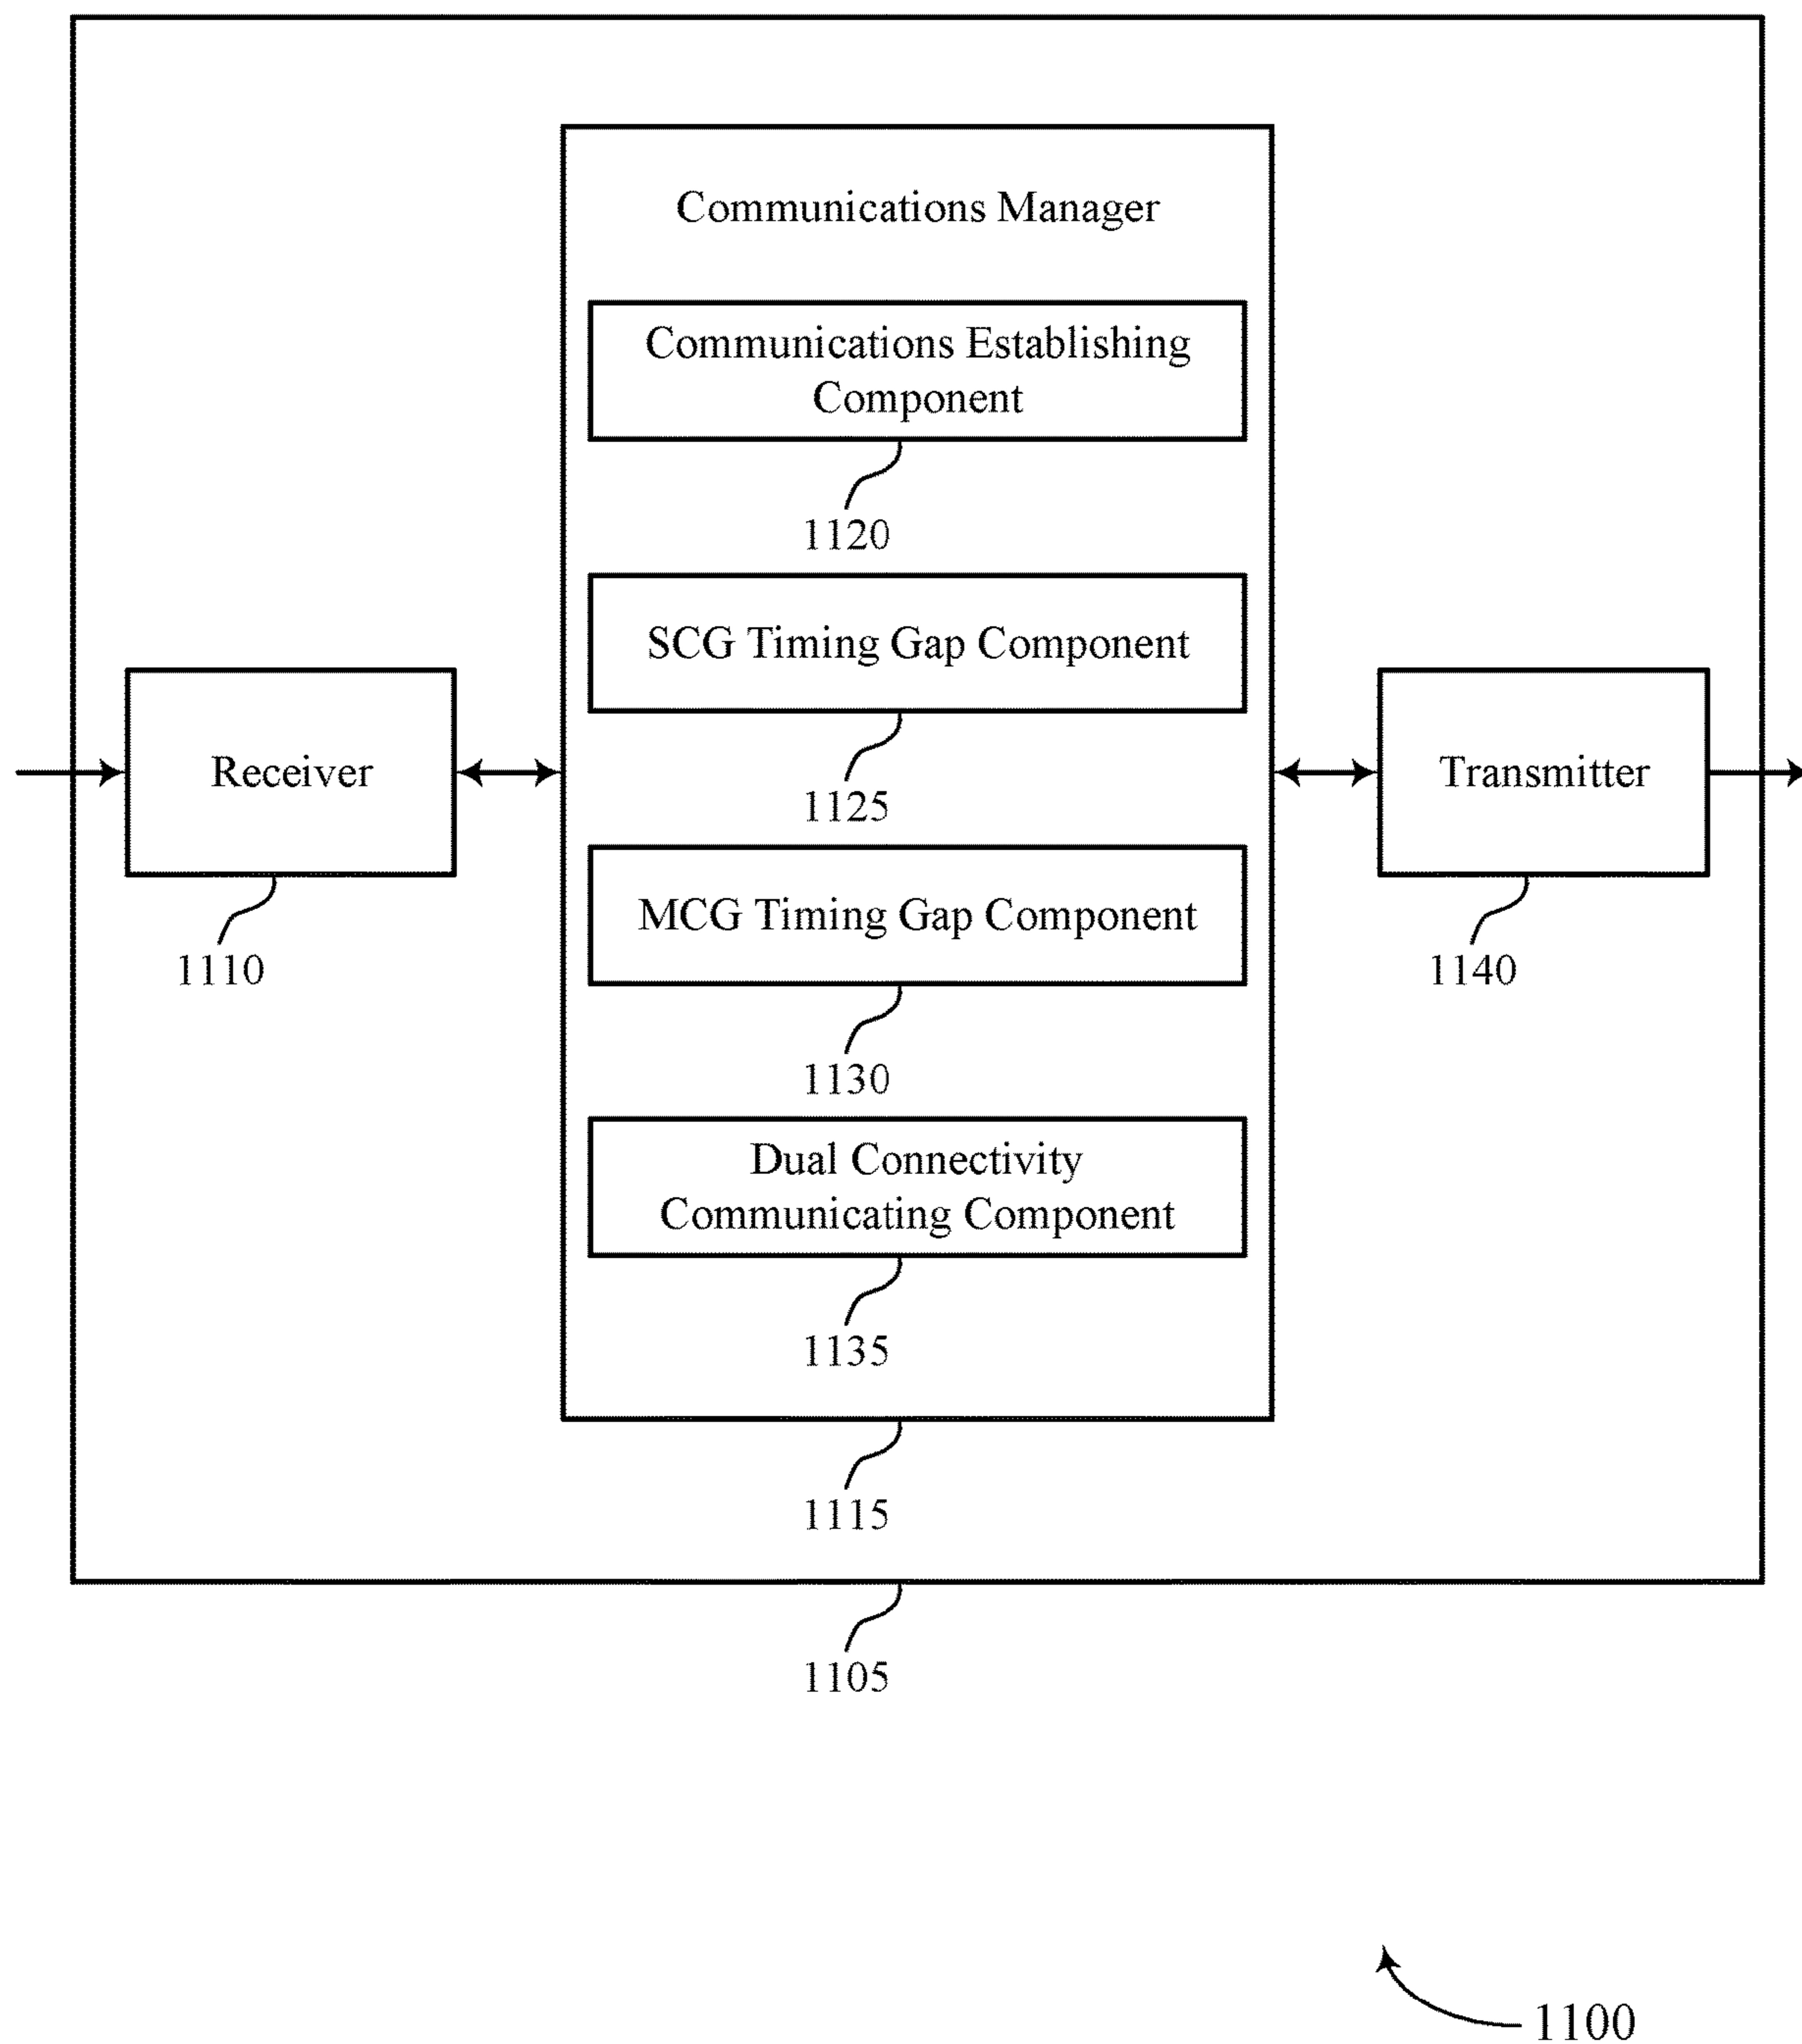 Communications Manager
Communications Establishing
Component
1120
SCG Timing Gap Component
1125
Receiver
1110
MCG Timing Gap Component
1130
Transmitter
1140
Dual Connectivity
Communicating Component
1135
1115
1105
1100